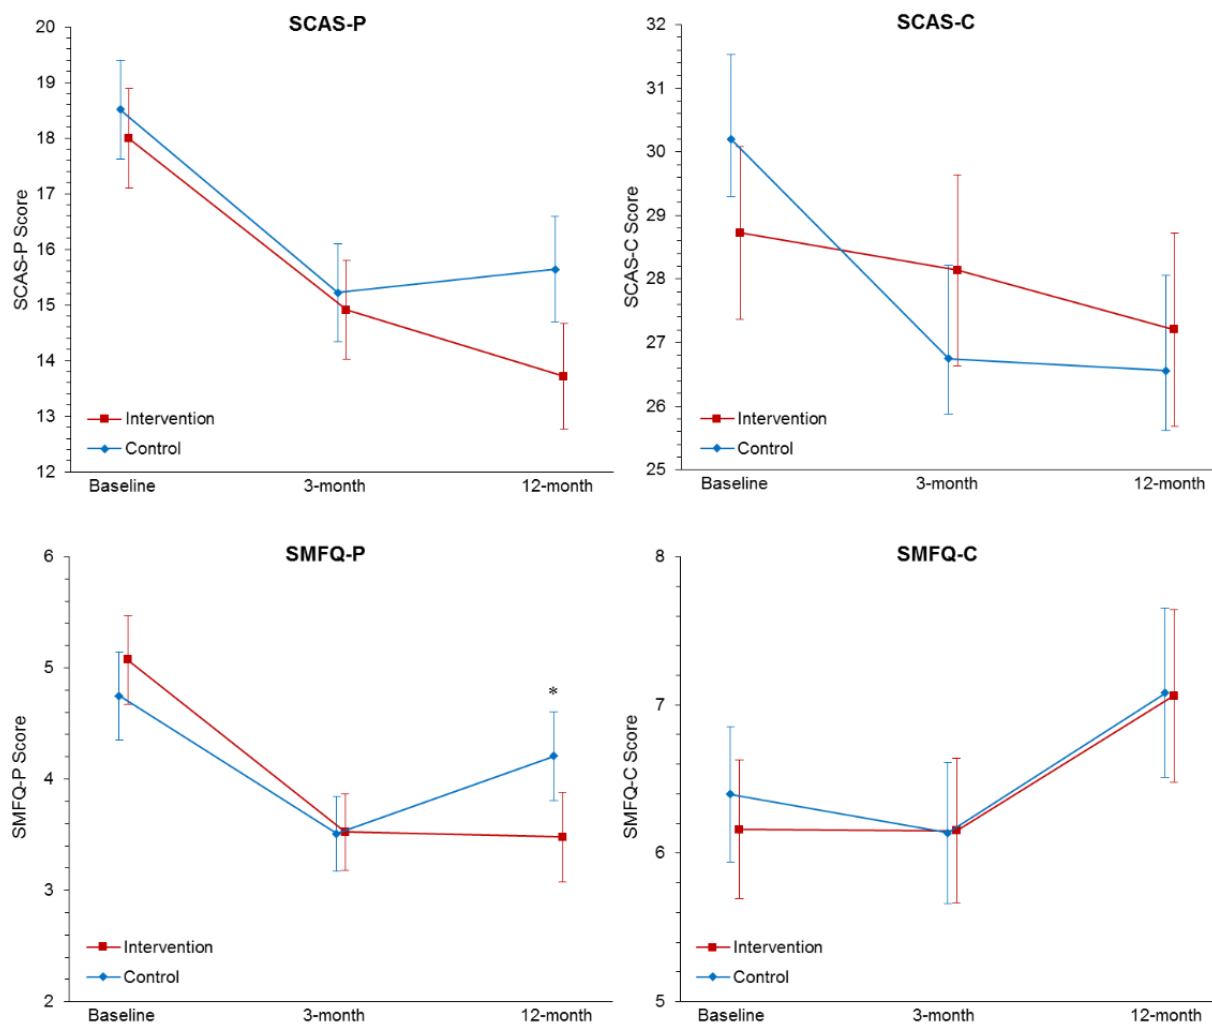 SCAS-P
SCAS-P Score
20
19
18
17
16
15
14
13
12
Intervention
Control
Baseline 3-month 12-month
SCAS-C
SCAS-C Score
32
31
30
29
28
27
26
25
Intervention
Control
Baseline 3-month 12-month
SMFQ-P
SMFQ-P Score
6
5
4
3
2
*
Intervention
Control
Baseline 3-month 12-month
SMFQ-C
SMFQ-C Score
8
7
6
5
Intervention
Control
Baseline 3-month 12-month